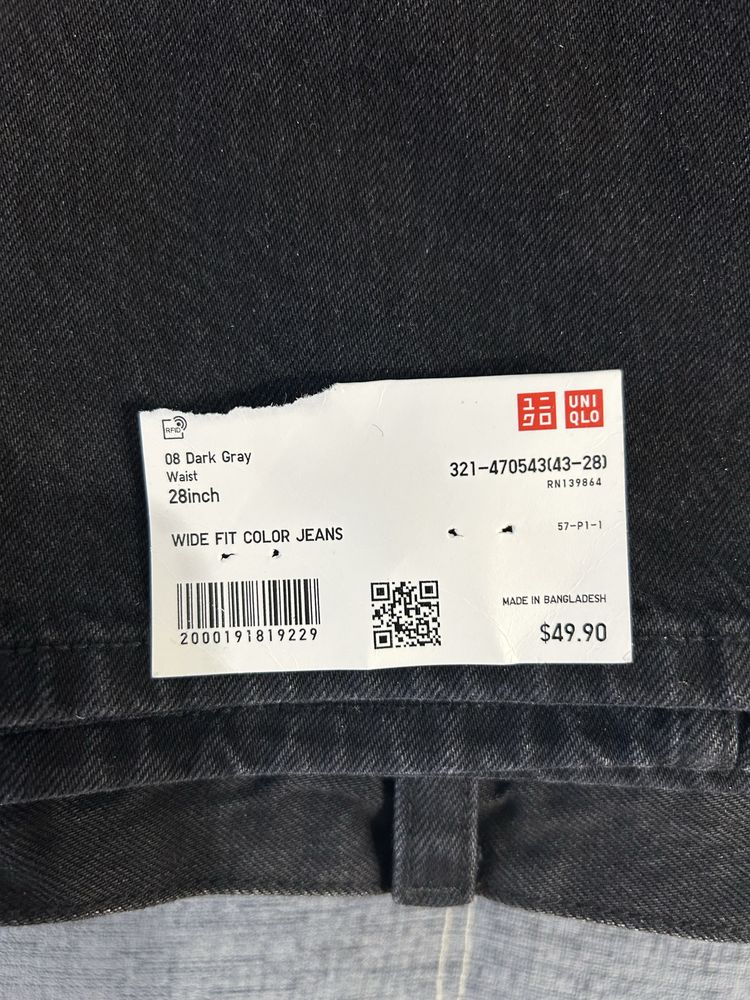 ユニ
クロ
UNI
QLO
RFID
08 Dark Gray
Waist
28inch
321-470543(43-28)
RN139864
WIDE FIT COLOR JEANS
57-P1-1
2000191819229
MADE IN BANGLADESH
$49.90